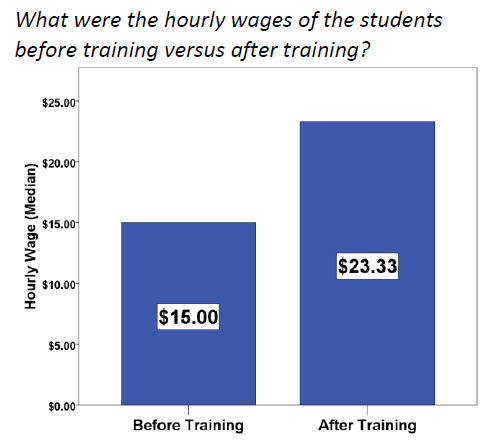 What were the hourly wages of the students
before training versus after training?
$25.00
$20.00
$15.00
$10.00
$5.00
$0.00
Hourly Wage (Median)
$15.00
$23.33
Before Training
After Training